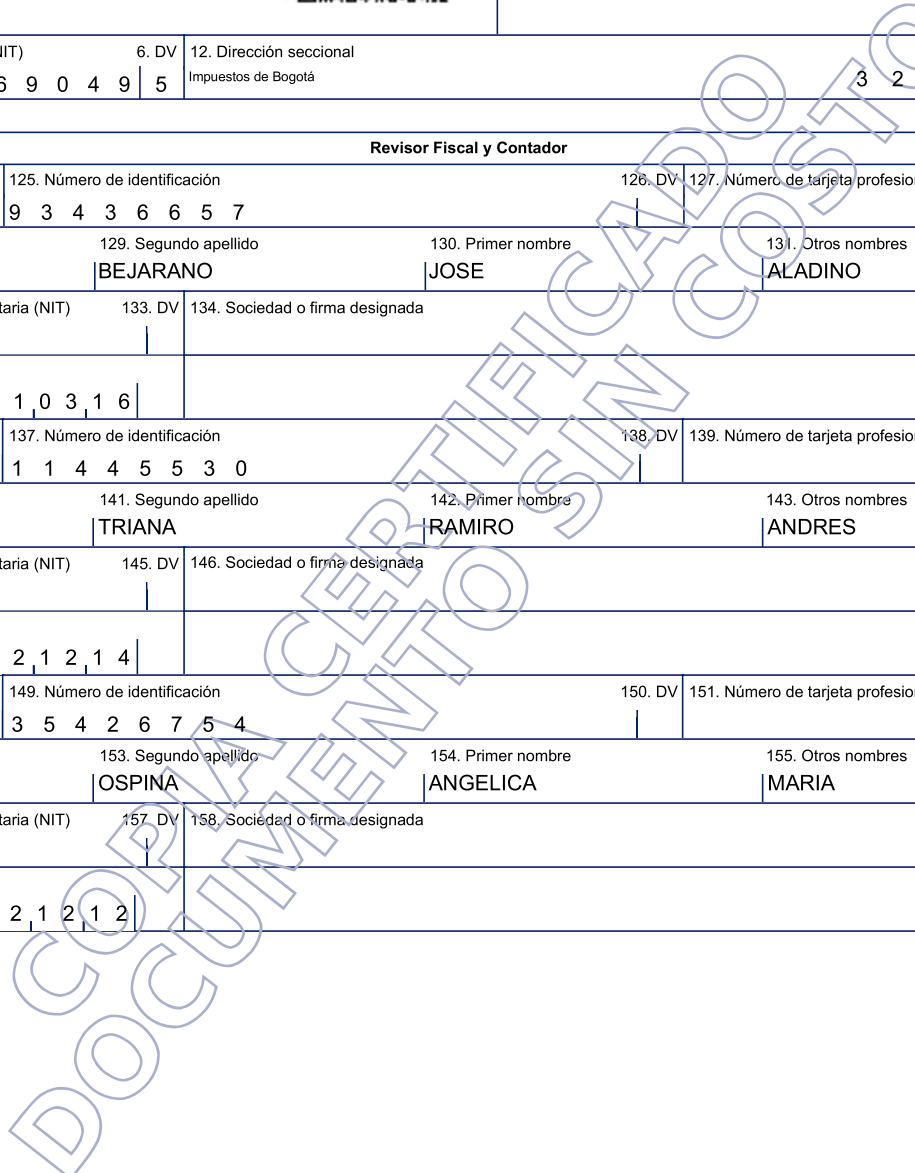 IIT) 6. DV 12. Dirección seccional
6 9 0 4 9 5 Impuestos de Bogotá 3 2
Revisor Fiscal y Contador
125. Número de identificación 126. DV 127. Número de tarjeta profesio
9 3 4 3 6 6 5 7
129. Segundo apellido 130. Primer nombre 131. Otros nombres
BEJARANO JOSE ALADINO
taria (NIT) 133. DV 134. Sociedad o firma designada
1 0 3 1 6
137. Número de identificación 138. DV 139. Número de tarjeta profesio
1 1 4 4 5 5 3 0
141. Segundo apellido 142. Primer nombre 143. Otros nombres
TRIANA RAMIRO ANDRES
taria (NIT) 145. DV 146. Sociedad o firma designada
2 1 2 1 4
149. Número de identificación 150. DV 151. Número de tarjeta profesio
3 5 4 2 6 7 5 4
153. Segundo apellido 154. Primer nombre 155. Otros nombres
OSPINA ANGELICA MARIA
taria (NIT) 157. DV 158. Sociedad o firma designada
2 1 2 1 2
COPIA CERTIFICADO
DOCUMENTO SIN COSTO